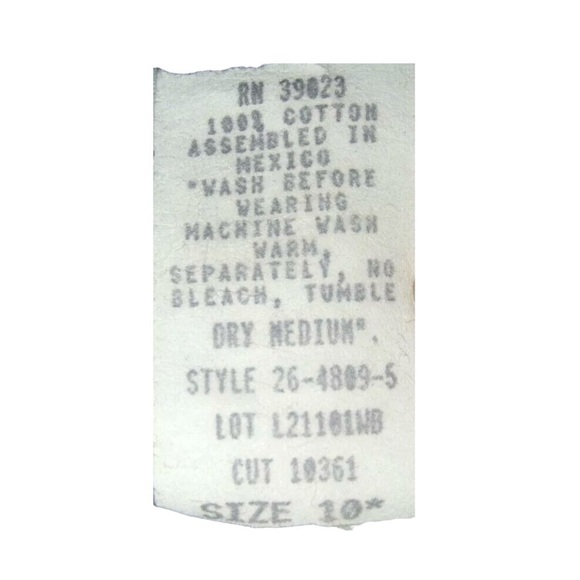 RN 39023
100% COTTON
ASSEMBLED IN
MEXICO
"WASH BEFORE
WEARING
MACHINE WASH
WARM,
SEPARATELY, NO
BLEACH, TUMBLE
DRY MEDIUM".
STYLE 26-4809-5
LOT L21101WB
CUT 10361
SIZE 10*